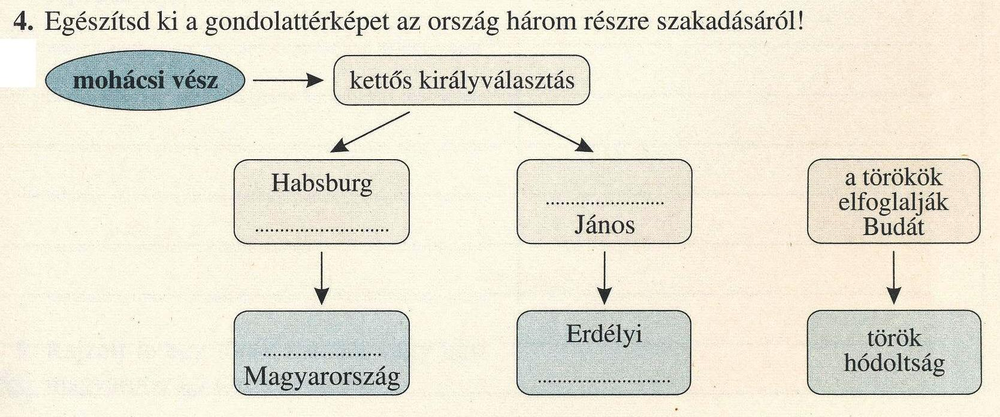 4. Egészítsd ki a gondolattérképet az ország három részre szakadásáról!
mohácsi vész
kettős királyválasztás
Habsburg
........................
........................
János
a törökök
elfoglalják
Budát
........................
Magyarország
Erdélyi
........................
török
hódoltság